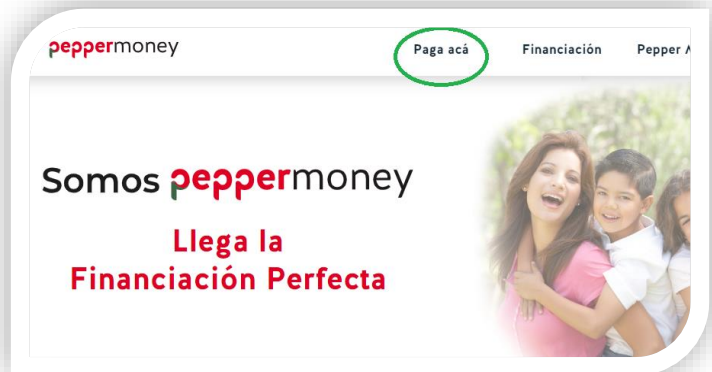 peppermoney
Paga acá
Financiación
Pepper
Somos peppermoney
Llega la
Financiación Perfecta